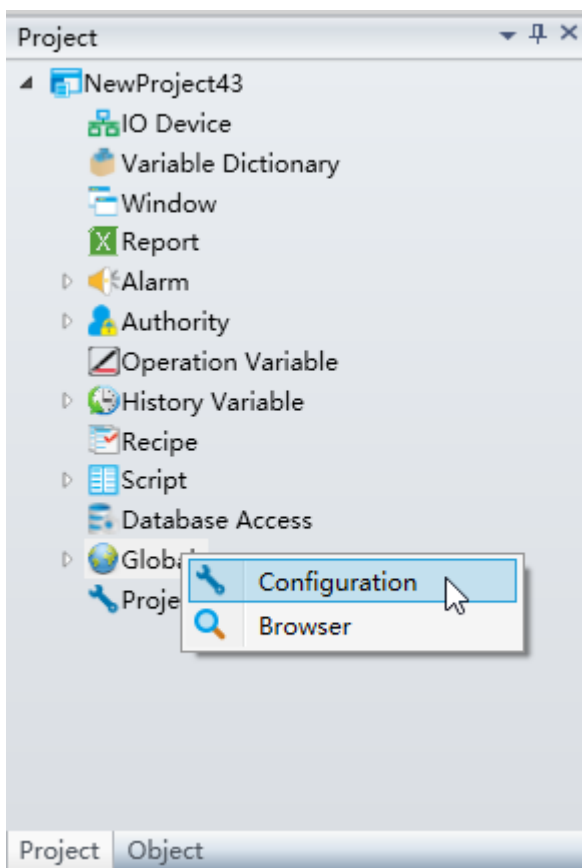 Project
NewProject43
IO Device
Variable Dictionary
Window
Report
Alarm
Authority
Operation Variable
History Variable
Recipe
Script
Database Access
Global
Configuration
Proje
Browser
Project Object